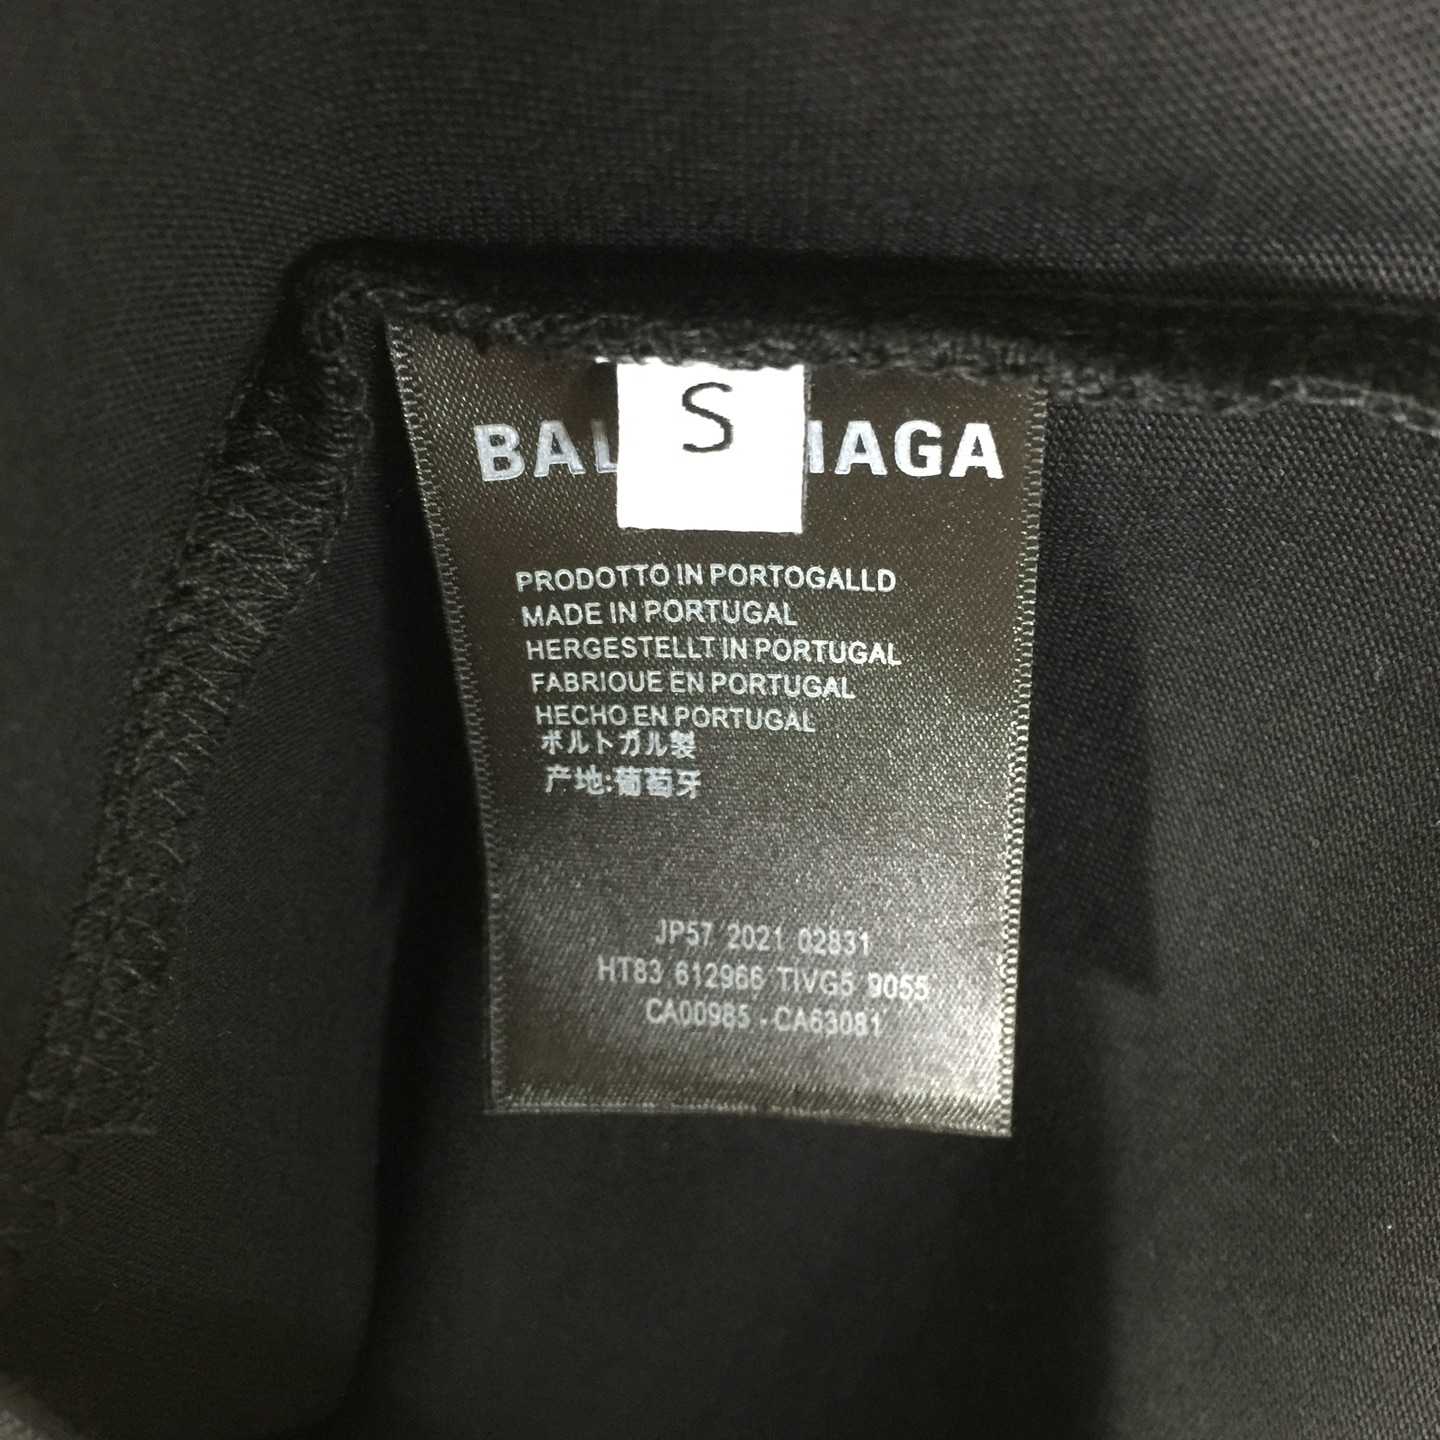 S
BAL IAGA
PRODOTTO IN PORTOGALLD
MADE IN PORTUGAL
HERGESTELLT IN PORTUGAL
FABRIOUE EN PORTUGAL
HECHO EN PORTUGAL
ポルトガル製
产地:葡萄牙
JP57 2021 02831
HT83 612966 TIVG5 9055
CA00985 - CA63081